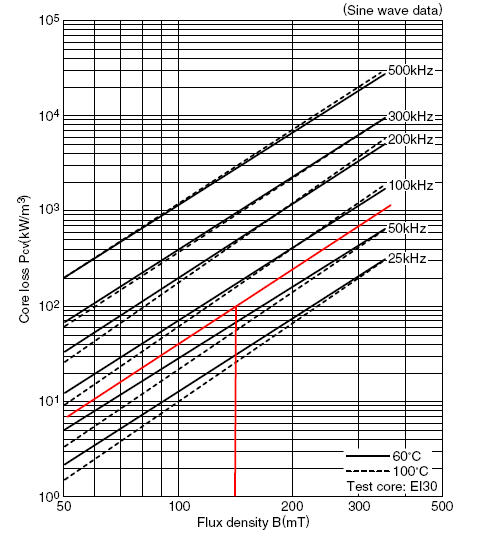 (Sine wave data)
10⁵
500kHz
10⁴
300kHz
200kHz
100kHz
10³
50kHz
25kHz
10²
10¹
60°C
100°C
Test core: EI30
10⁰
50
100
200
300
500
Flux density B(mT)
Core loss Pcv(kW/m³)